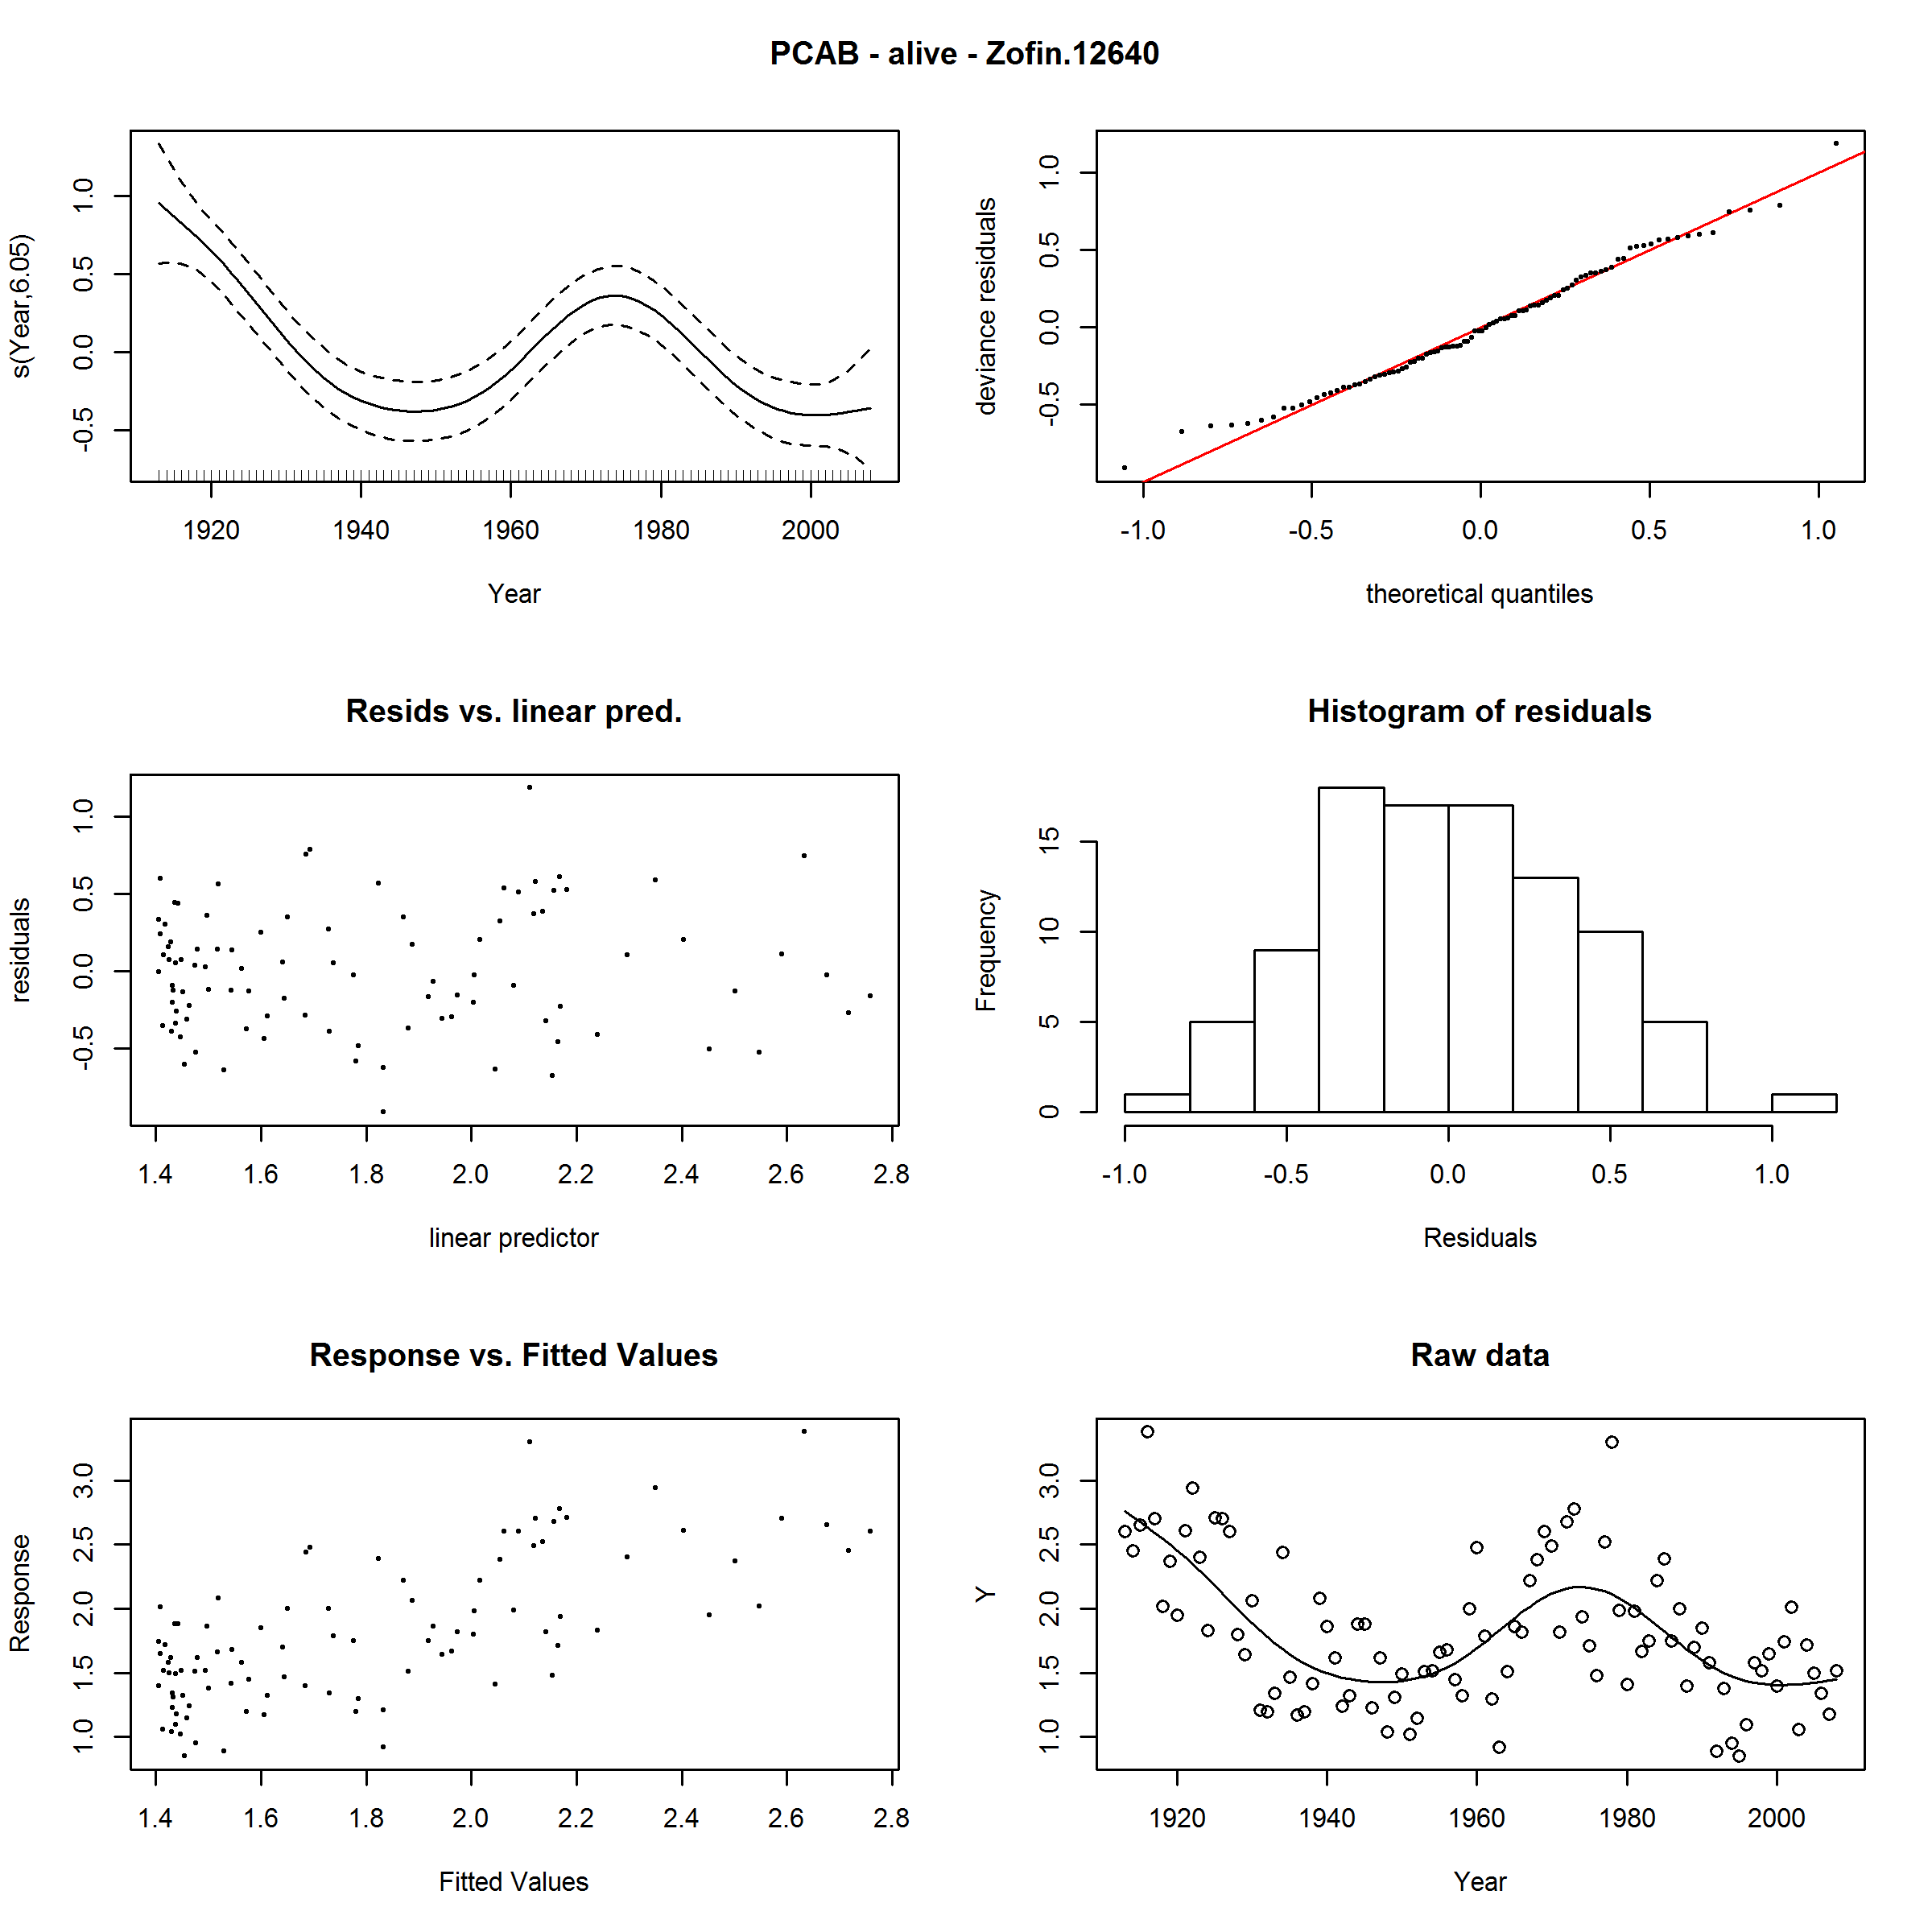 PCAB - alive - Zofin.12640
s(Year,6.05)
-0.5 0.0 0.5 1.0
1920 1940 1960 1980 2000
Year
deviance residuals
-0.5 0.0 0.5 1.0
-1.0 -0.5 0.0 0.5 1.0
theoretical quantiles
Resids vs. linear pred.
residuals
-0.5 0.0 0.5 1.0
1.4 1.6 1.8 2.0 2.2 2.4 2.6 2.8
linear predictor
Histogram of residuals
Frequency
0 5 10 15
-1.0 -0.5 0.0 0.5 1.0
Residuals
Response vs. Fitted Values
Response
1.0 1.5 2.0 2.5 3.0
1.4 1.6 1.8 2.0 2.2 2.4 2.6 2.8
Fitted Values
Raw data
Y
1.0 1.5 2.0 2.5 3.0
1920 1940 1960 1980 2000
Year